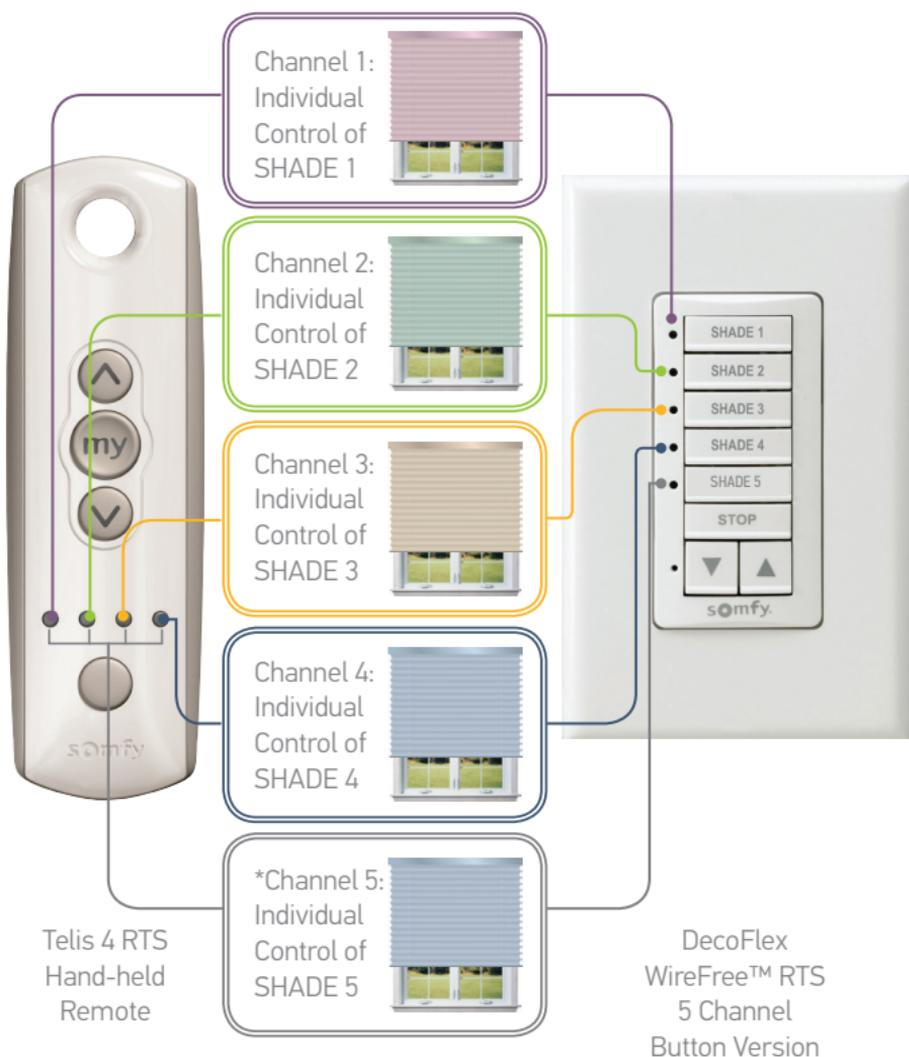 Channel 1:
Individual
Control of
SHADE 1
Channel 2:
Individual
Control of
SHADE 2
my
Channel 3:
Individual
Control of
SHADE 3
Channel 4:
Individual
Control of
SHADE 4
somfy
*Channel 5:
Individual
Control of
SHADE 5
Telis 4 RTS
Hand-held
Remote
SHADE 1
SHADE 2
SHADE 3
SHADE 4
SHADE 5
STOP
somfy.
DecoFlex
WireFree™ RTS
5 Channel
Button Version